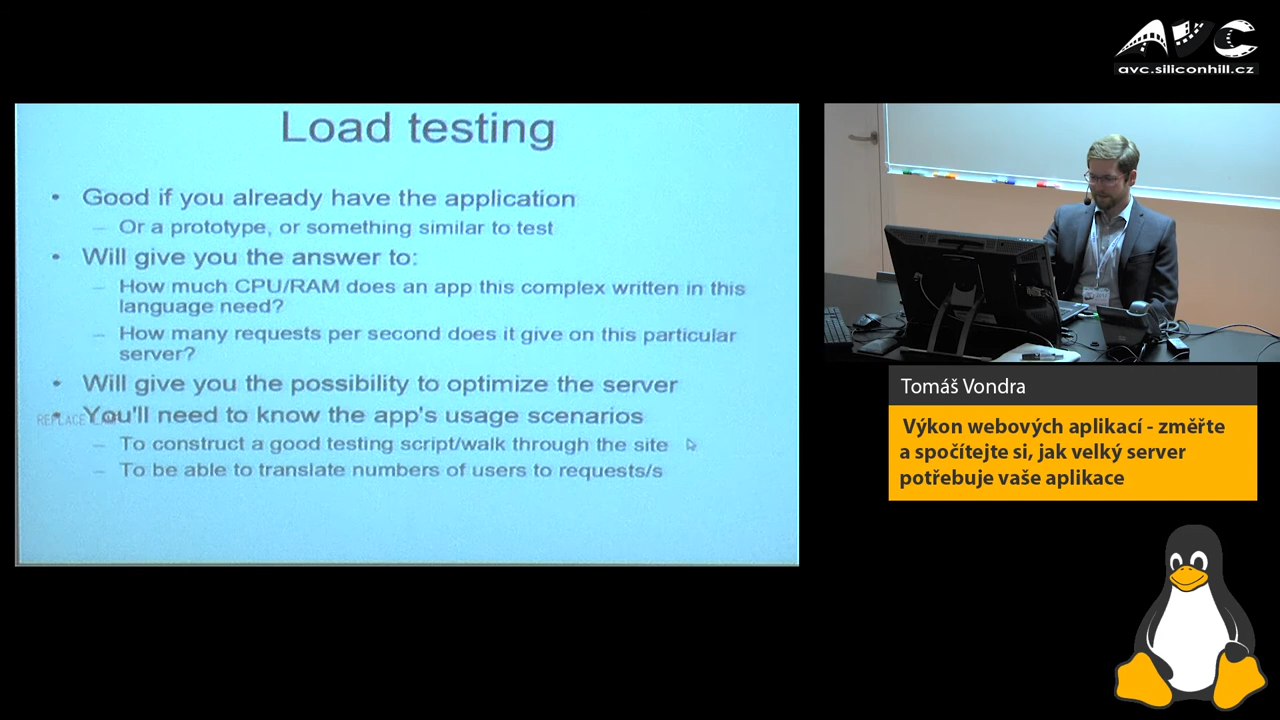 AVC
avc.siliconhill.cz
Load testing
• Good if you already have the application
– Or a prototype, or something similar to test
• Will give you the answer to:
– How much CPU/RAM does an app this complex written in this
language need?
– How many requests per second does it give on this particular
server?
• Will give you the possibility to optimize the server
• You'll need to know the app's usage scenarios
REPLACE
– To construct a good testing script/walk through the site
– To be able to translate numbers of users to requests/s
Tomáš Vondra
Výkon webových aplikací - změřte
a spočítejte si, jak velký server
potřebuje vaše aplikace